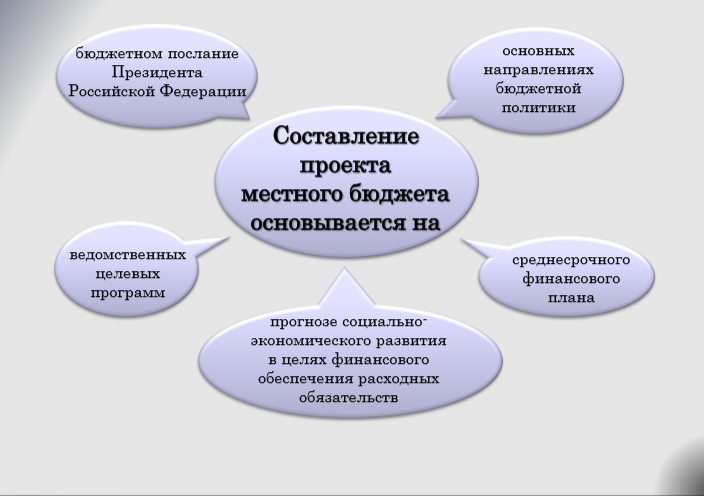 бюджетном послание
Президента
Российской Федерации
основных
направлениях
бюджетной
политики
Составление
проекта
местного бюджета
основывается на
ведомственных
целевых
программ
среднесрочного
финансового
плана
прогнозе социально-
экономического развития
в целях финансового
обеспечения расходных
обязательств